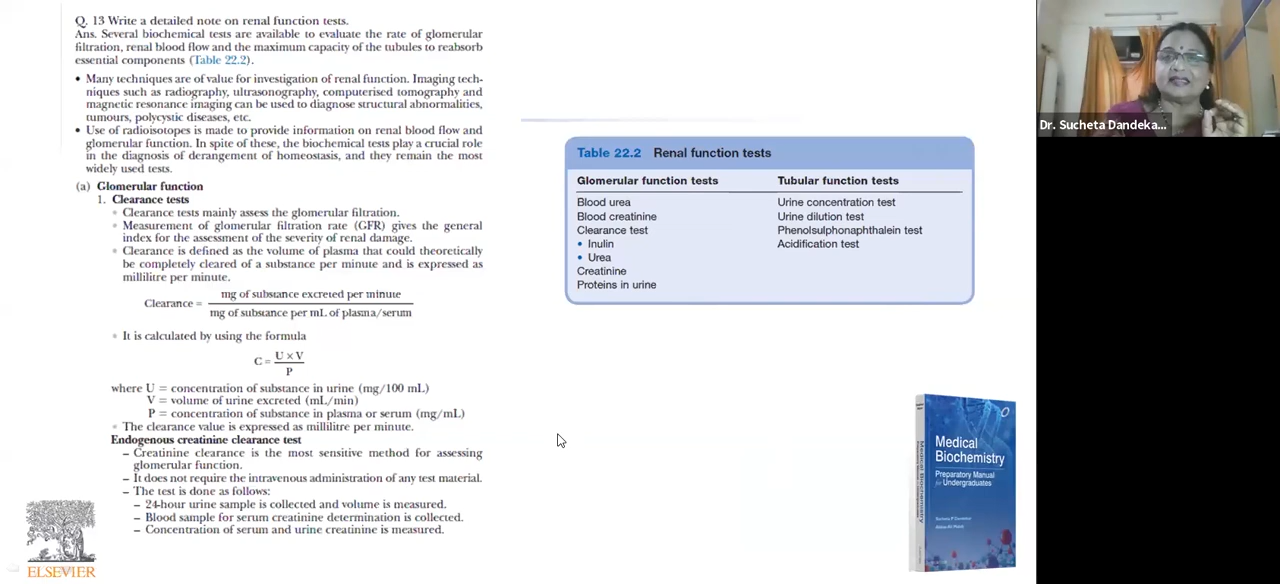 Q. 13 Write a detailed note on renal function tests.
Ans. Several biochemical tests are available to evaluate the rate of glomerular
filtration, renal blood flow and the maximum capacity of the tubules to reabsorb
essential components (Table 22.2).
• Many techniques are of value for investigation of renal function. Imaging tech-
niques such as radiography, ultrasonography, computerised tomography and
magnetic resonance imaging can be used to diagnose structural abnormalities,
tumours, polycystic diseases, etc.
• Use of radioisotopes is made to provide information on renal blood flow and
glomerular function. In spite of these, the biochemical tests play a crucial role
in the diagnosis of derangement of homeostasis, and they remain the most
widely used tests.
(a) Glomerular function
1. Clearance tests
• Clearance tests mainly assess the glomerular filtration.
• Measurement of glomerular filtration rate (GFR) gives the general
index for the assessment of the severity of renal damage.
• Clearance is defined as the volume of plasma that could theoretically
be completely cleared of a substance per minute and is expressed as
millilitre per minute.
Clearance = mg of substance excreted per minute
mg of substance per mL of plasma/serum
• It is calculated by using the formula
C = U × V
P
where U = concentration of substance in urine (mg/100 mL)
V = volume of urine excreted (mL/min)
P = concentration of substance in plasma or serum (mg/mL)
• The clearance value is expressed as millilitre per minute.
Endogenous creatinine clearance test
– Creatinine clearance is the most sensitive method for assessing
glomerular function.
– It does not require the intravenous administration of any test material.
– The test is done as follows:
– 24-hour urine sample is collected and volume is measured.
– Blood sample for serum creatinine determination is collected.
– Concentration of serum and urine creatinine is measured.
ELSEVIER
Table 22.2 Renal function tests
Glomerular function tests Tubular function tests
Blood urea Urine concentration test
Blood creatinine Urine dilution test
Clearance test Phenolsulphonaphthalein test
• Inulin Acidification test
• Urea
Creatinine
Proteins in urine
Medical
Biochemistry
Preparatory Manual
for Undergraduates
Medical Biochemistry
Dr. Sucheta Dandeka...